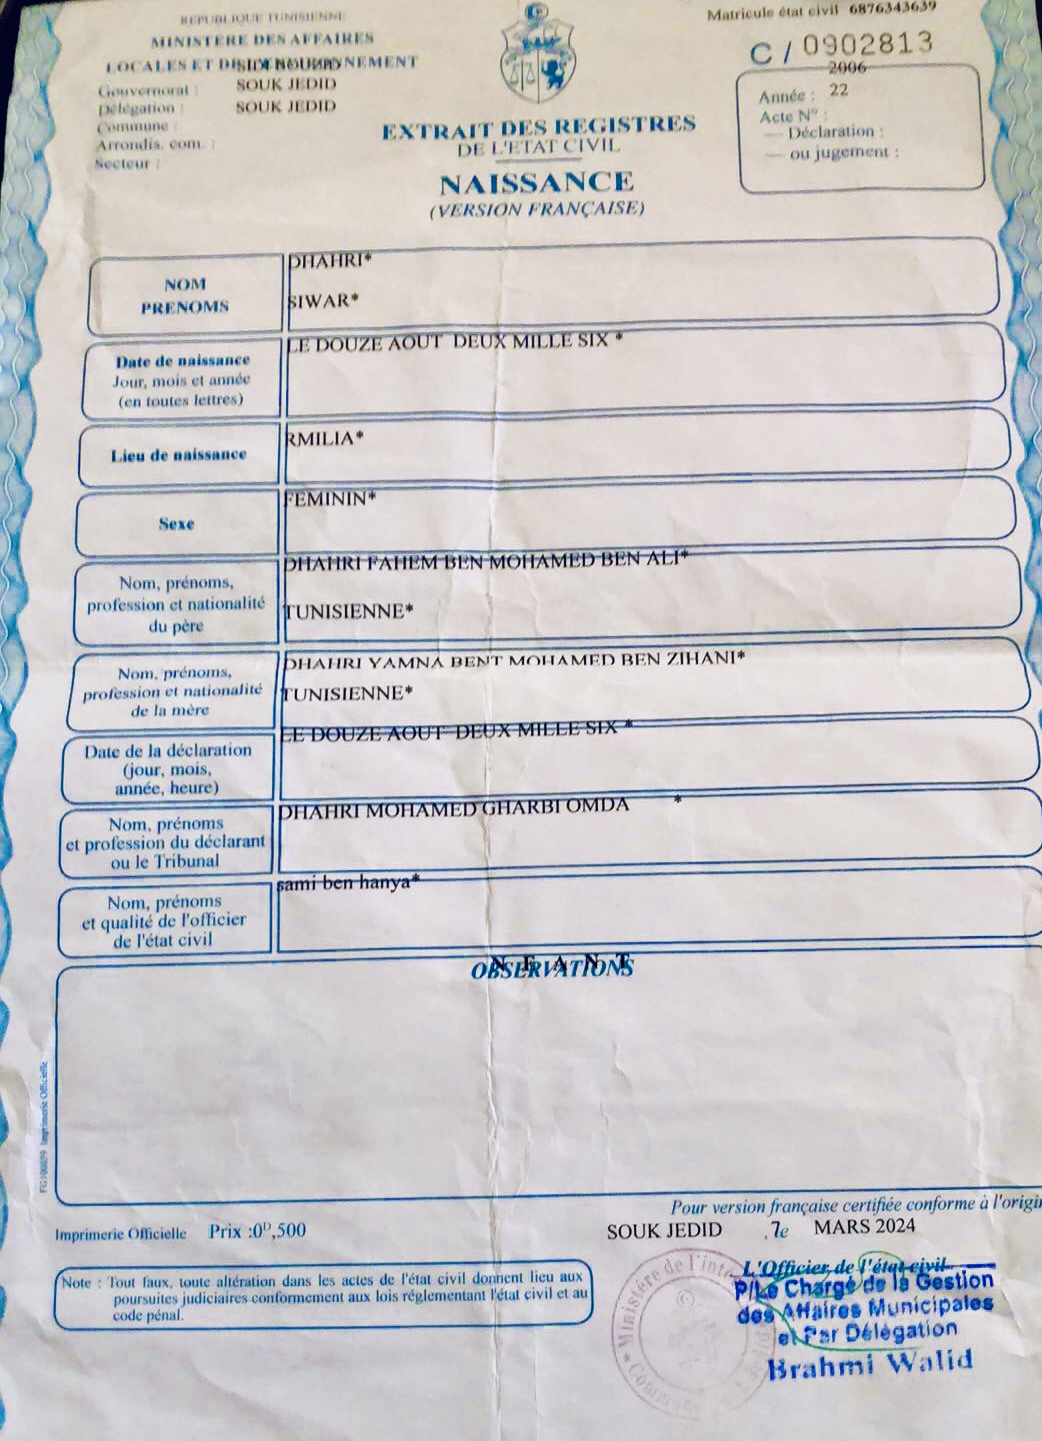 REPUBLIQUE TUNISIENNE
MINISTERE DES AFFAIRES
LOCALES ET DE L'ENVIRONNEMENT
SIDI BOUZID
Gouvernorat : SOUK JEDID
Délégation : SOUK JEDID
Commune :
Arrondis. com. :
Secteur :
Matricule état civil 6876343639
C / 0902813
2006
Année : 22
Acte N° :
— Déclaration :
— ou jugement :
EXTRAIT DES REGISTRES
DE L'ETAT CIVIL
NAISSANCE
(VERSION FRANÇAISE)
NOM
PRENOMS
DHAHRI*
SIWAR*
Date de naissance
Jour, mois et année
(en toutes lettres)
LE DOUZE AOUT DEUX MILLE SIX *
Lieu de naissance
RMILIA*
Sexe
FEMININ*
Nom, prénoms,
profession et nationalité
du père
DHAHRI FAHEM BEN MOHAMED BEN ALI*
TUNISIENNE*
Nom, prénoms,
profession et nationalité
de la mère
DHAHRI YAMNA BENT MOHAMED BEN ZIHANI*
TUNISIENNE*
Date de la déclaration
(jour, mois,
année, heure)
LE DOUZE AOUT DEUX MILLE SIX *
Nom, prénoms
et profession du déclarant
ou le Tribunal
DHAHRI MOHAMED GHARBI OMDA *
Nom, prénoms
et qualité de l'officier
de l'état civil
sami ben hanya*
OBSERVATIONS
N E A N T
FG100059 Imprimerie Officielle
Pour version française certifiée conforme à l'origin
Imprimerie Officielle Prix :0ᴰ,500
SOUK JEDID ,7e MARS 2024
Note : Tout faux, toute altération dans les actes de l'état civil donnent lieu aux
poursuites judiciaires conformement aux lois réglementant l'état civil et au
code pénal.
L'Officier de l'état civil
P/Le Chargé de la Gestion
des Affaires Municipales
et Par Délégation
Brahmi Walid
Ministère de l'inte